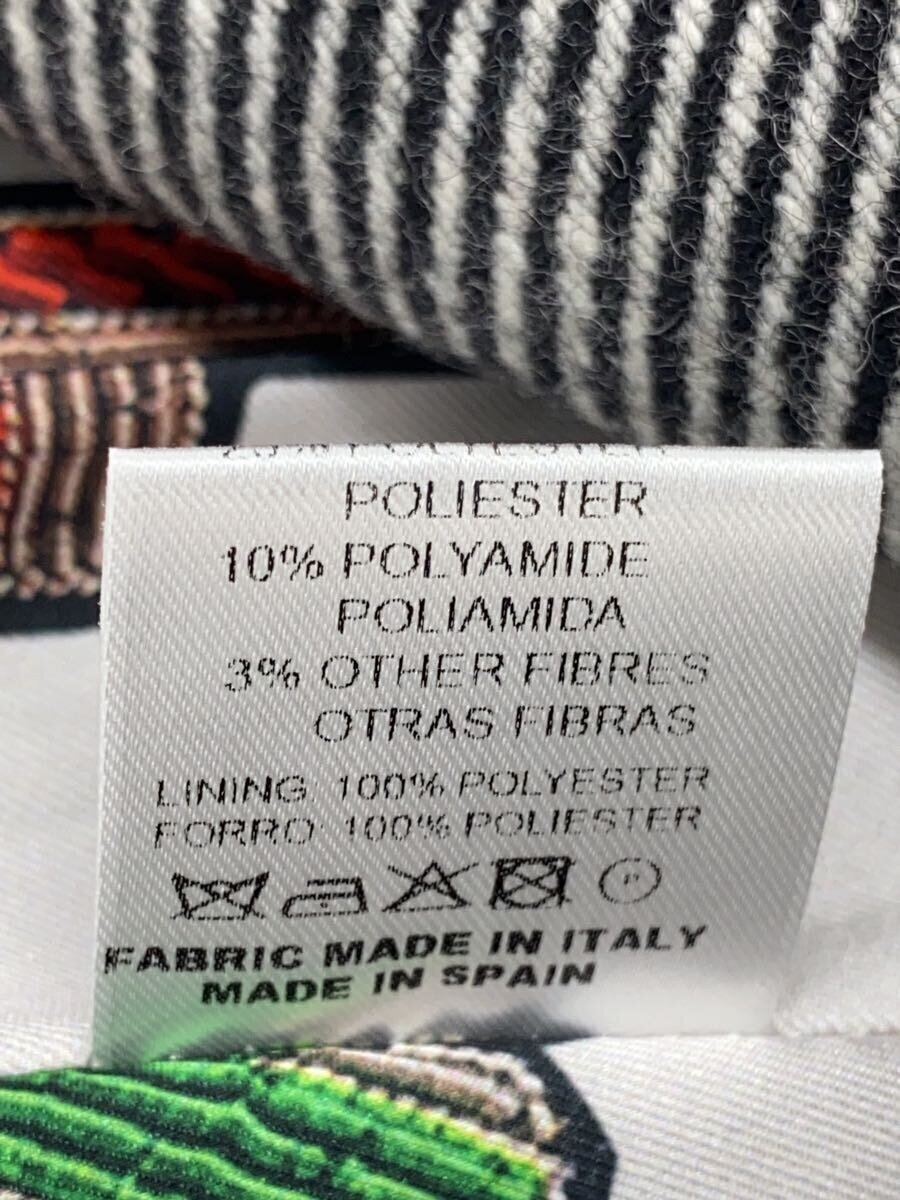 POLIESTER
10% POLYAMIDE
POLIAMIDA
3% OTHER FIBRES
OTRAS FIBRAS
LINING: 100% POLYESTER
FORRO: 100% POLIESTER
FABRIC MADE IN ITALY
MADE IN SPAIN